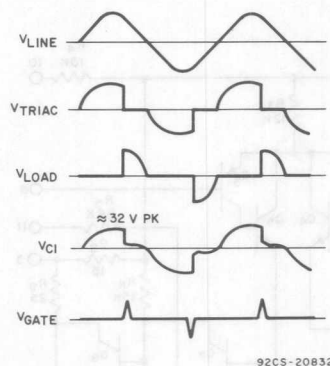 VLINE
VTRIAC
VLOAD
≈ 32 V PK
VCI
VGATE
92CS-20832